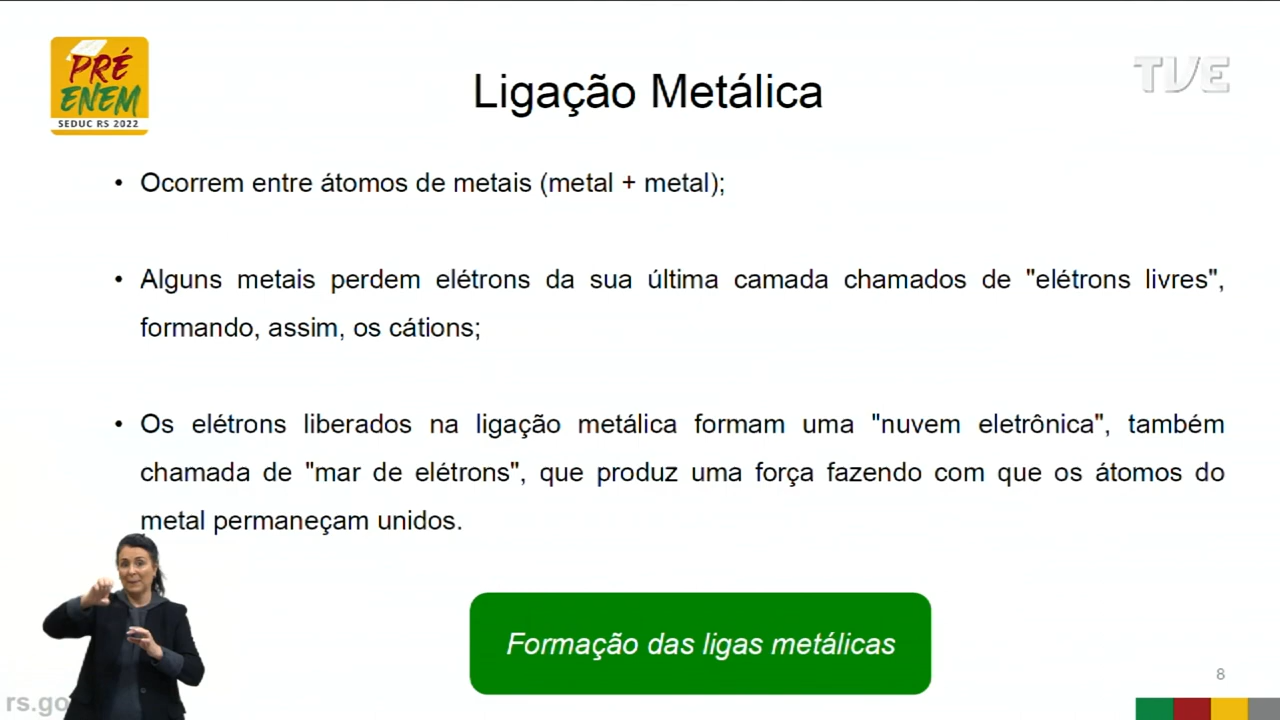 PRÉ
ENEM
SEDUC RS 2022
TVE
Ligação Metálica
• Ocorrem entre átomos de metais (metal + metal);
• Alguns metais perdem elétrons da sua última camada chamados de "elétrons livres",
formando, assim, os cátions;
• Os elétrons liberados na ligação metálica formam uma "nuvem eletrônica", também
chamada de "mar de elétrons", que produz uma força fazendo com que os átomos do
metal permaneçam unidos.
Formação das ligas metálicas
8
rs.go